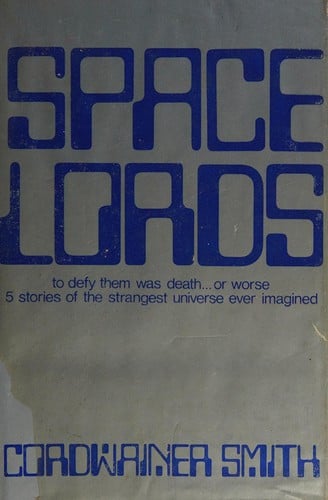 SPACE
LORDS
to defy them was death...or worse
5 stories of the strangest universe ever imagined
CORDWAINER SMITH